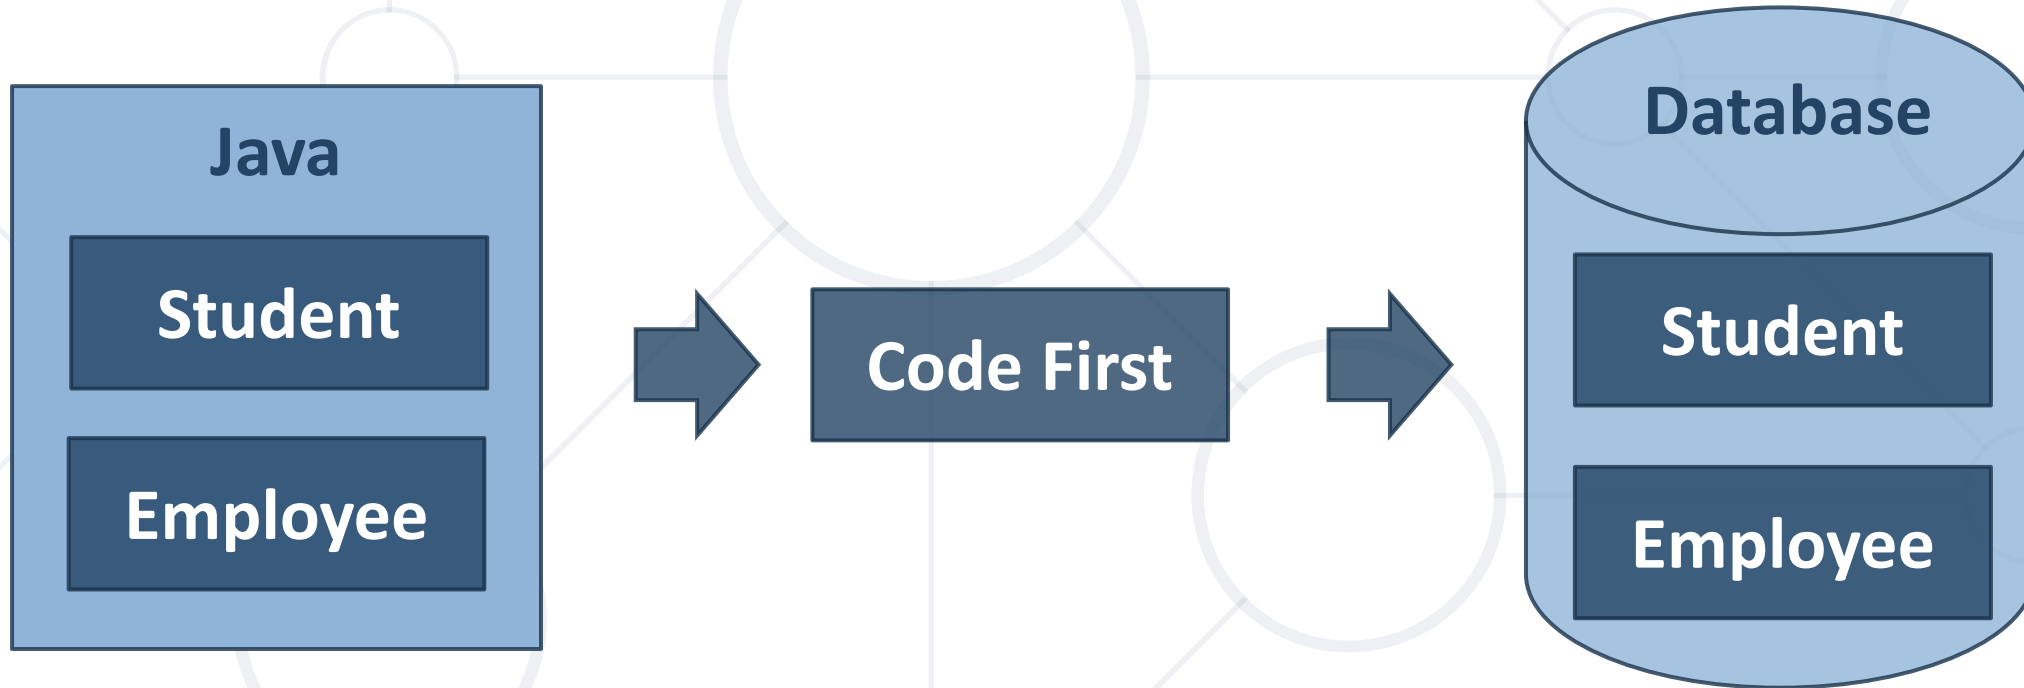 Java
Student
Employee
Code First
Database
Student
Employee